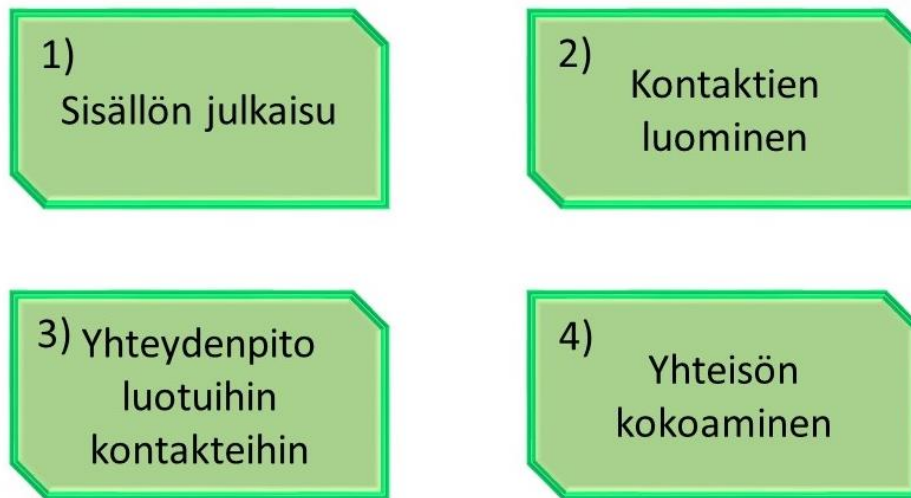 1)
Sisällön julkaisu
2)
Kontaktien
luominen
3) Yhteydenpito
luotuihin
kontakteihin
4)
Yhteisön
kokoaminen